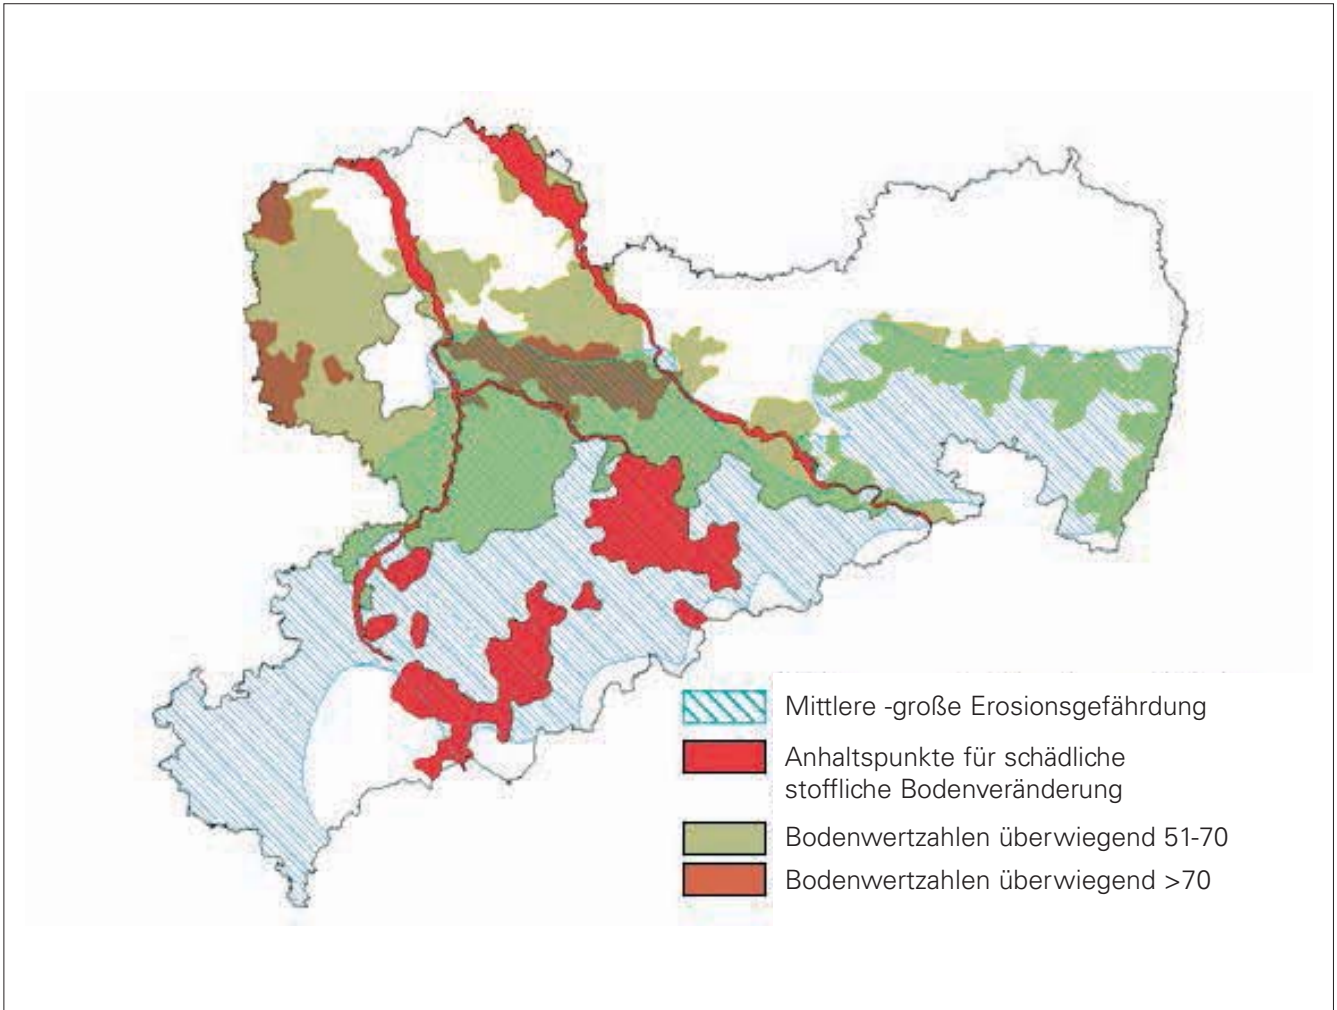 Mittlere -große Erosionsgefährdung
Anhaltspunkte für schädliche
stoffliche Bodenveränderung
Bodenwertzahlen überwiegend 51-70
Bodenwertzahlen überwiegend >70